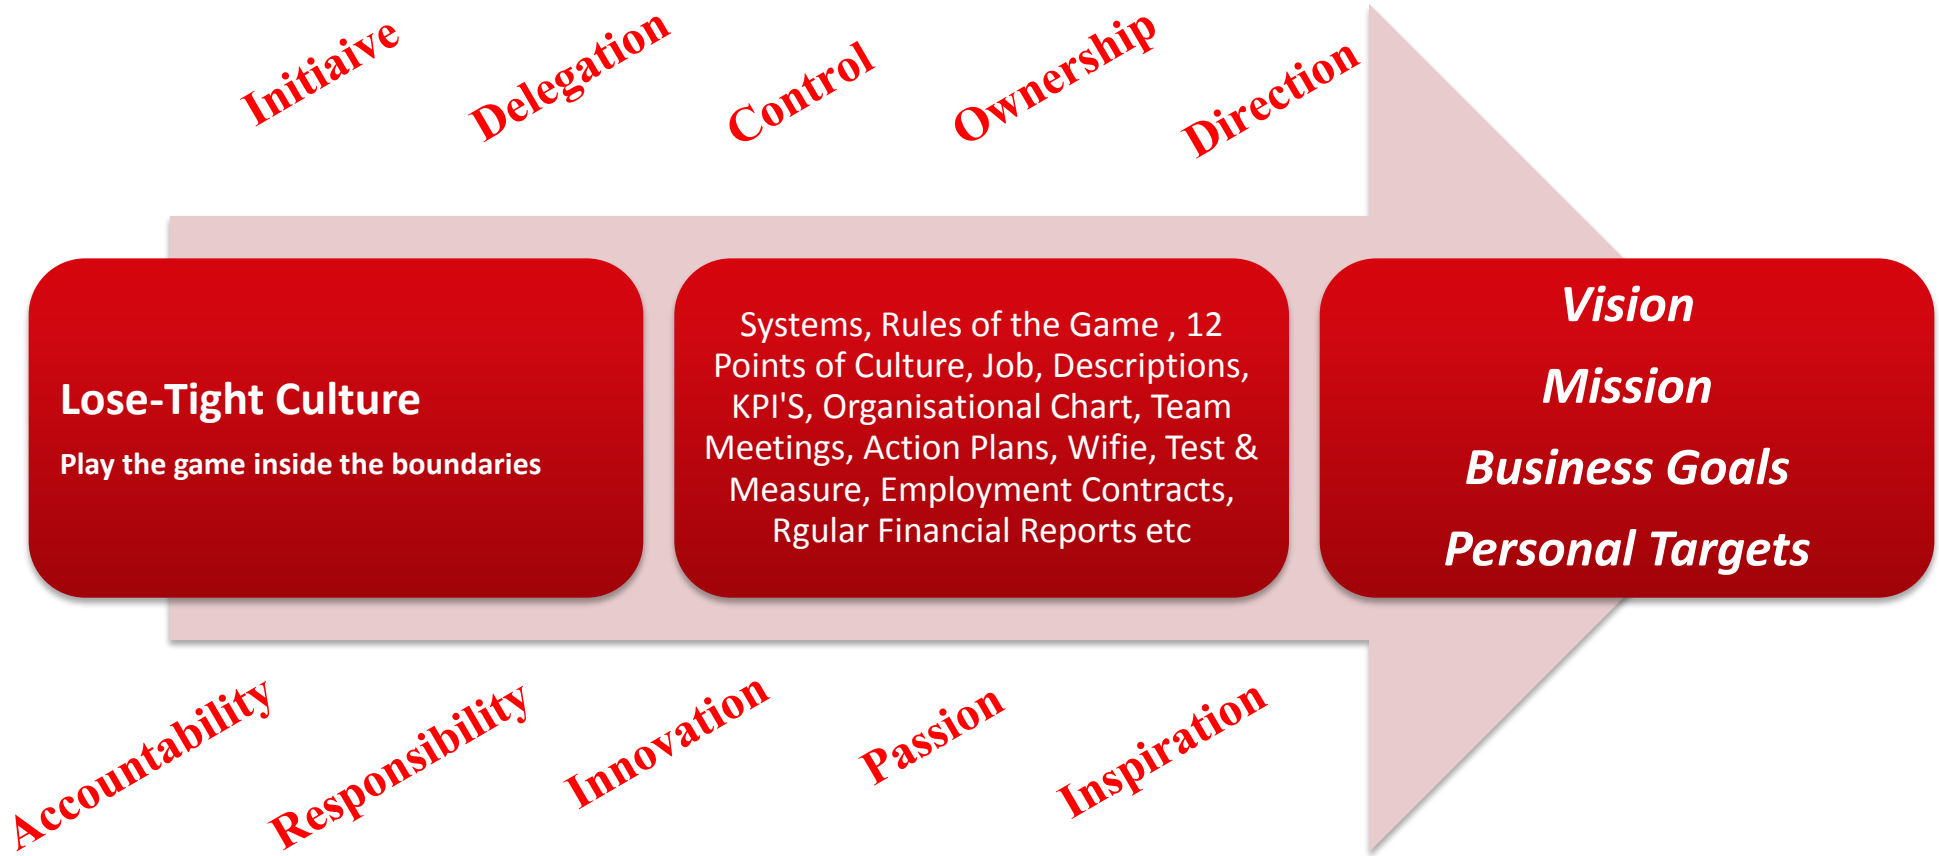 Initiaive
Delegation
Control
Ownership
Direction
Lose-Tight Culture
Play the game inside the boundaries
Systems, Rules of the Game , 12
Points of Culture, Job, Descriptions,
KPI'S, Organisational Chart, Team
Meetings, Action Plans, Wifie, Test &
Measure, Employment Contracts,
Rgular Financial Reports etc
Vision
Mission
Business Goals
Personal Targets
Accountability
Responsibility
Innovation
Passion
Inspiration